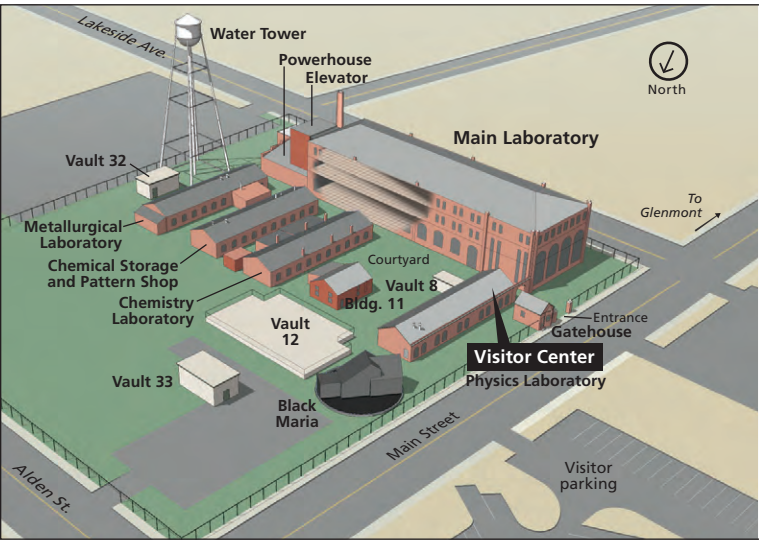 Lakeside Ave.
Water Tower
Powerhouse
Elevator
North
Main Laboratory
Vault 32
To
Glenmont
Metallurgical
Laboratory
Courtyard
Chemical Storage
and Pattern Shop
Vault 8
Chemistry
Laboratory
Bldg. 11
Entrance
Gatehouse
Vault
12
Visitor Center
Physics Laboratory
Vault 33
Black
Maria
Main Street
Alden St.
Visitor
parking